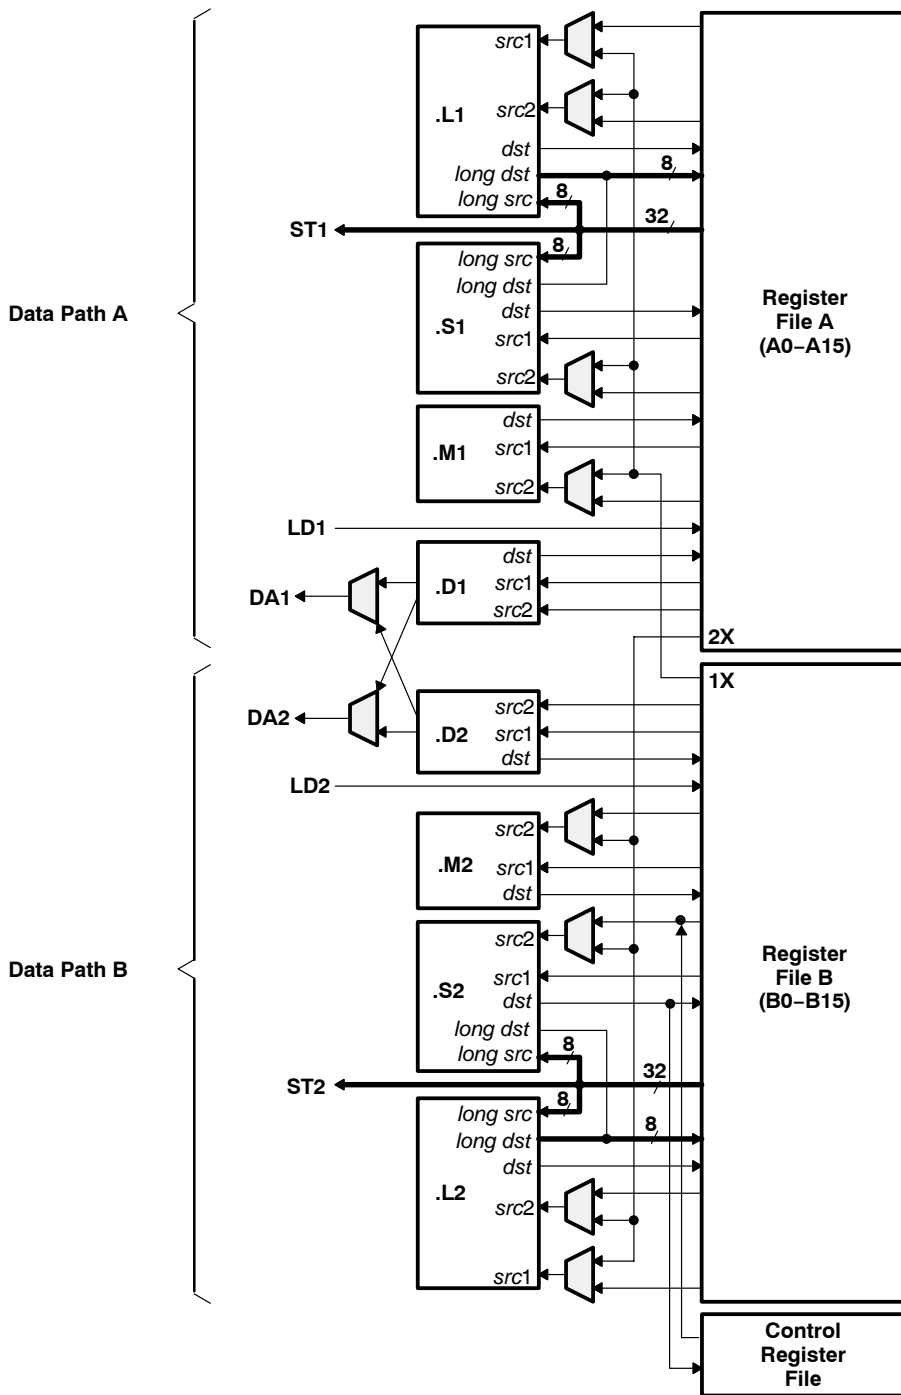 src1
.L1
src2
dst
long dst
8
long src
8
ST1
32
8
long src
long dst
Data Path A
dst
.S1
src1
src2
Register
File A
(A0–A15)
dst
.M1
src1
src2
LD1
dst
DA1
.D1
src1
src2
2X
1X
src2
DA2
.D2
src1
dst
LD2
src2
.M2
src1
dst
src2
Data Path B
src1
.S2
dst
long dst
8
long src
Register
File B
(B0–B15)
ST2
32
8
long src
long dst
8
dst
.L2
src2
src1
Control
Register
File